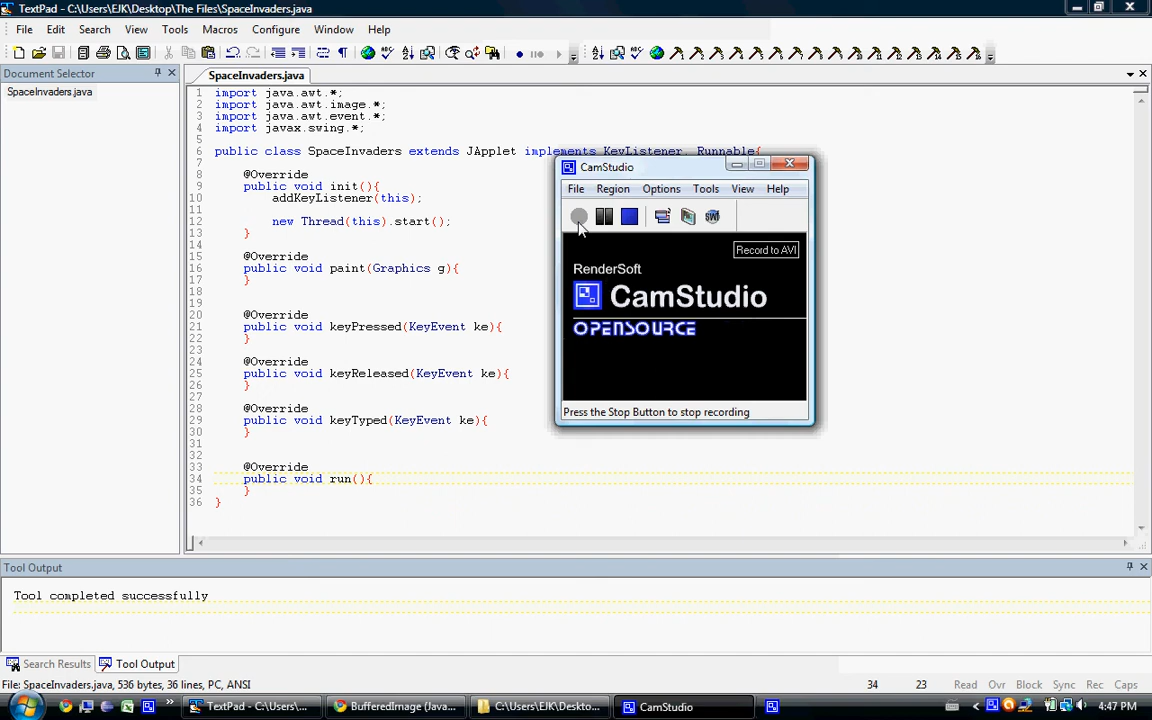 TextPad - C:\Users\EJK\Desktop\The Files\SpaceInvaders.java
File Edit Search View Tools Macros Configure Window Help
Document Selector
SpaceInvaders.java
SpaceInvaders.java
1 import java.awt.*;
2 import java.awt.image.*;
3 import java.awt.event.*;
4 import javax.swing.*;
5
6 public class SpaceInvaders extends JApplet implements KeyListener, Runnable{
7
8 @Override
9 public void init(){
10 addKeyListener(this);
11
12 new Thread(this).start();
13 }
14
15 @Override
16 public void paint(Graphics g){
17 }
18
19
20 @Override
21 public void keyPressed(KeyEvent ke){
22 }
23
24 @Override
25 public void keyReleased(KeyEvent ke){
26 }
27
28 @Override
29 public void keyTyped(KeyEvent ke){
30 }
31
32
33 @Override
34 public void run(){
35 }
36 }
CamStudio
File Region Options Tools View Help
Record to AVI
RenderSoft
CamStudio
OPENSOURCE
Press the Stop Button to stop recording
Tool Output
Tool completed successfully
Search Results Tool Output
File: SpaceInvaders.java, 536 bytes, 36 lines, PC, ANSI 34 23 Read Ovr Block Sync Rec Caps
TextPad - C:\Users\... BufferedImage (Java... C:\Users\EJK\Deskto... CamStudio 4:47 PM